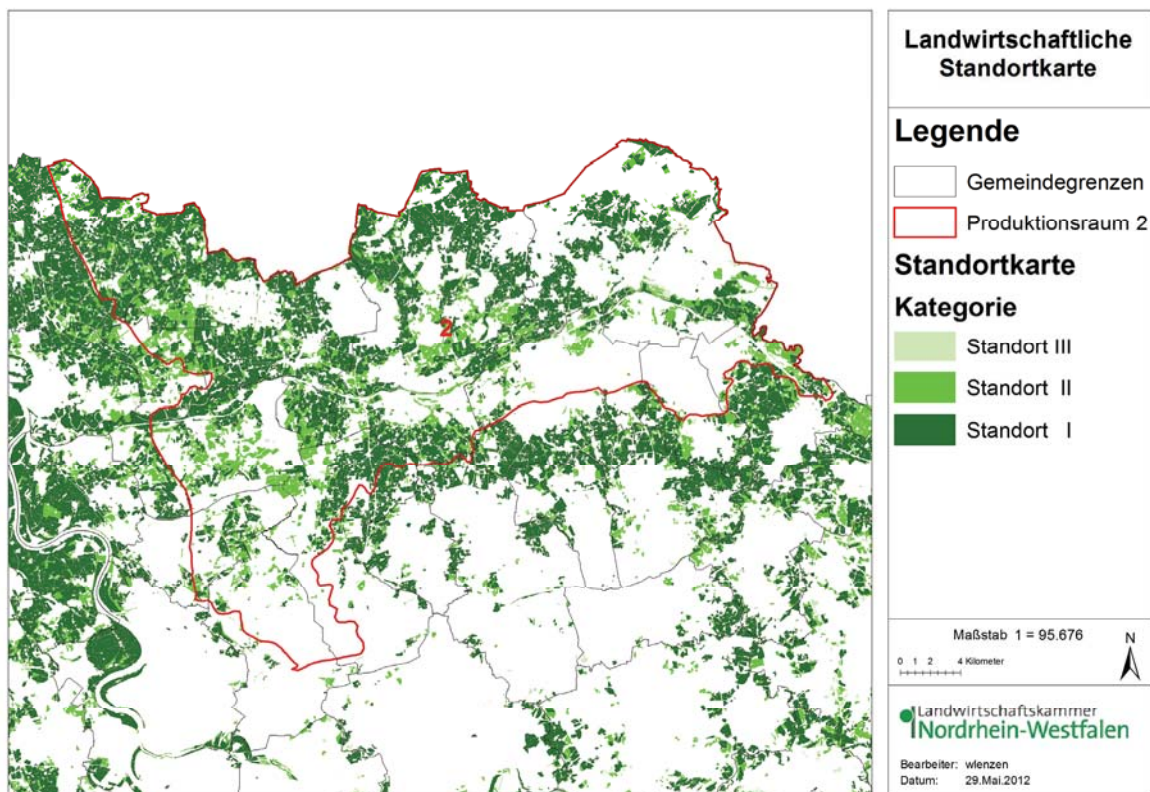 Landwirtschaftliche
Standortkarte
Legende
Gemeindegrenzen
Produktionsraum 2
Standortkarte
Kategorie
Standort III
Standort II
Standort I
2
Maßstab 1 = 95.676
N
0 1 2 4 Kilometer
Landwirtschaftskammer
Nordrhein-Westfalen
Bearbeiter: wlenzen
Datum: 29.Mai.2012